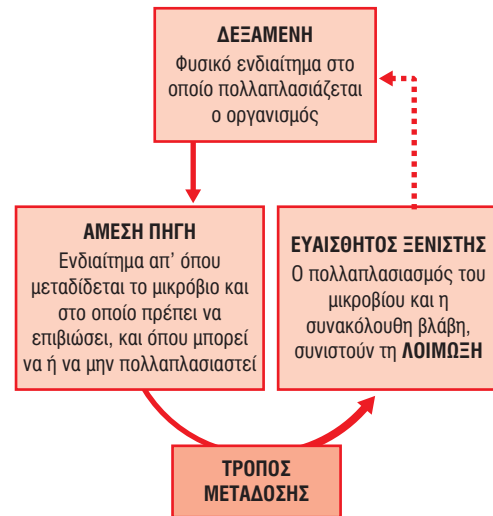 ΔΕΞΑΜΕΝΗ
Φυσικό ενδιαίτημα στο
οποίο πολλαπλασιάζεται
ο οργανισμός
ΑΜΕΣΗ ΠΗΓΗ
Ενδιαίτημα απ’ όπου
μεταδίδεται το μικρόβιο και
στο οποίο πρέπει να
επιβιώσει, και όπου μπορεί
να ή να μην πολλαπλασιαστεί
ΕΥΑΙΣΘΗΤΟΣ ΞΕΝΙΣΤΗΣ
Ο πολλαπλασιασμός του
μικροβίου και η
συνακόλουθη βλάβη,
συνιστούν τη ΛΟΙΜΩΞΗ
ΤΡΟΠΟΣ
ΜΕΤΑΔΟΣΗΣ